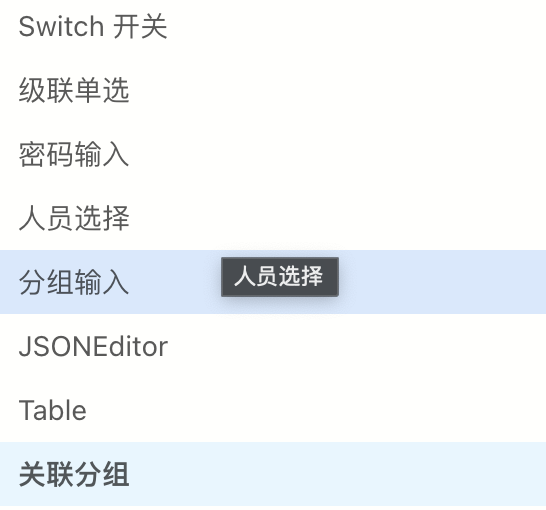 Switch 开关
级联单选
密码输入
人员选择
分组输入
人员选择
JSONEditor
Table
关联分组